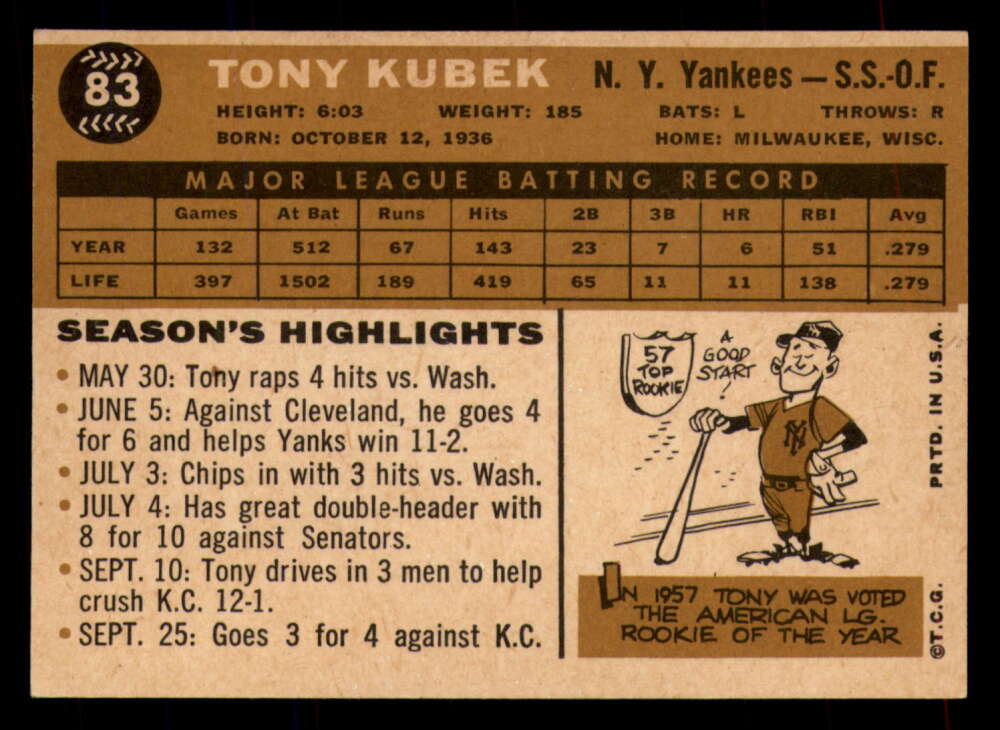 83
TONY KUBEK
N. Y. Yankees — S.S.-O.F.
HEIGHT: 6:03 WEIGHT: 185 BATS: L THROWS: R
BORN: OCTOBER 12, 1936 HOME: MILWAUKEE, WISC.
MAJOR LEAGUE BATTING RECORD
Games At Bat Runs Hits 2B 3B HR RBI Avg
YEAR 132 512 67 143 23 7 6 51 .279
LIFE 397 1502 189 419 65 11 11 138 .279
SEASON'S HIGHLIGHTS
• MAY 30: Tony raps 4 hits vs. Wash.
• JUNE 5: Against Cleveland, he goes 4
for 6 and helps Yanks win 11-2.
• JULY 3: Chips in with 3 hits vs. Wash.
• JULY 4: Has great double-header with
8 for 10 against Senators.
• SEPT. 10: Tony drives in 3 men to help
crush K.C. 12-1.
• SEPT. 25: Goes 3 for 4 against K.C.
57
TOP
ROOKIE
A
GOOD
START!
NY
IN 1957 TONY WAS VOTED
THE AMERICAN LG.
ROOKIE OF THE YEAR
PRTD. IN U.S.A.
©T.C.G.